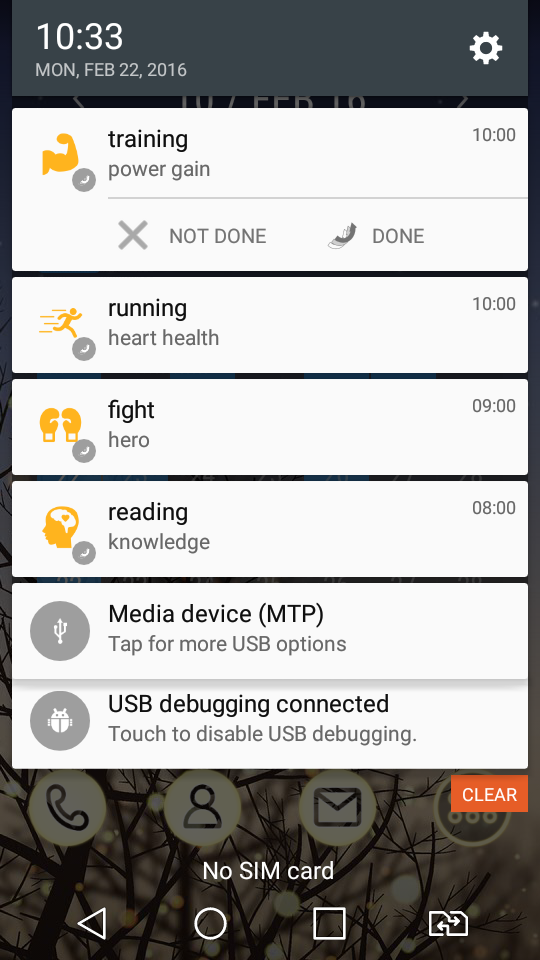 10:33
MON, FEB 22, 2016
training
10:00
power gain
NOT DONE
DONE
running
10:00
heart health
fight
09:00
hero
reading
08:00
knowledge
Media device (MTP)
Tap for more USB options
USB debugging connected
Touch to disable USB debugging.
CLEAR
No SIM card